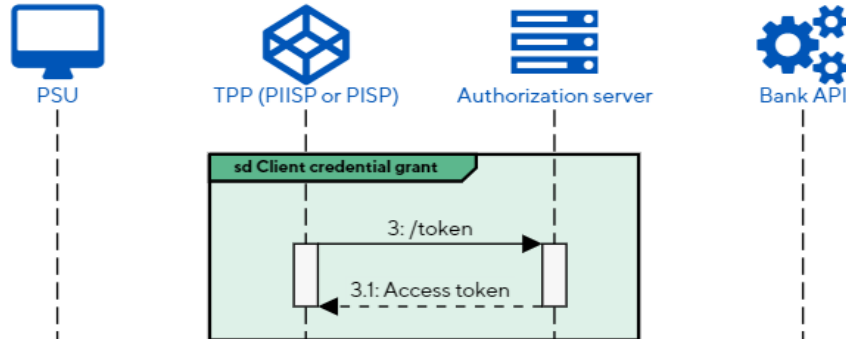 PSU
TPP (PIISP or PISP)
Authorization server
Bank API
sd Client credential grant
3: /token
3.1: Access token